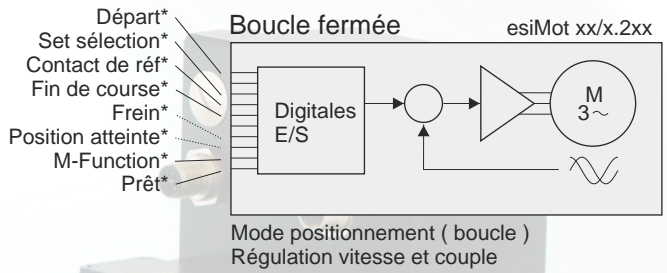 Départ*
Set sélection*
Contact de réf*
Fin de course*
Frein*
Position atteinte*
M-Function*
Prêt*
Boucle fermée
esiMot xx/x.2xx
Digitales
E/S
M
3~
Mode positionnement ( boucle )
Régulation vitesse et couple